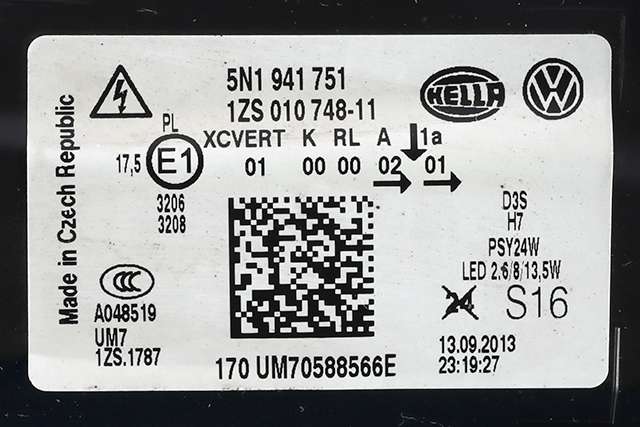 5N1 941 751
1ZS 010 748-11
HELLA
VW
PL
XCVERT K RL A 1a
17,5 E1 01 00 00 02 01
3206
3208
Made in Czech Republic
D3S
H7
PSY24W
LED 2,6/8/13,5W
24 S16
CCC
A048519
UM7
1ZS.1787
170 UM70588566E
13.09.2013
23:19:27